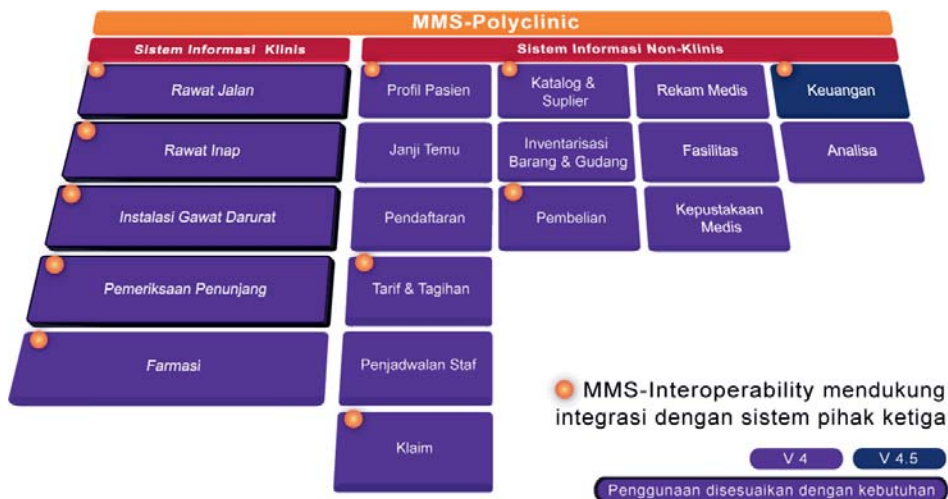 MMS-Polyclinic
Sistem Informasi Klinis
Sistem Informasi Non-Klinis
Rawat Jalan
Rawat Inap
Instalasi Gawat Darurat
Pemeriksaan Penunjang
Farmasi
Profil Pasien
Janji Temu
Pendaftaran
Tarif & Tagihan
Penjadwalan Staf
Klaim
Katalog &
Suplier
Inventarisasi
Barang & Gudang
Pembelian
Rekam Medis
Fasilitas
Kepustakaan
Medis
Keuangan
Analisa
MMS-Interoperability mendukung
integrasi dengan sistem pihak ketiga
V 4
V 4.5
Penggunaan disesuaikan dengan kebutuhan